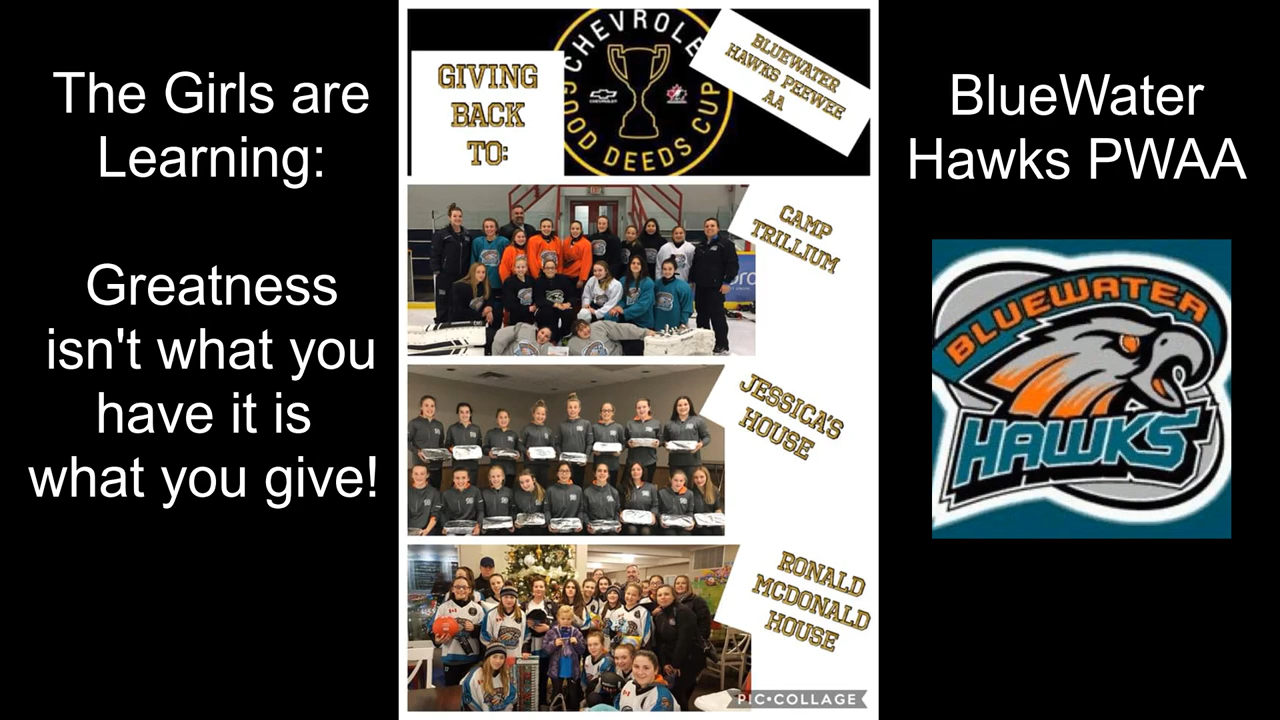 The Girls are
Learning:
Greatness
isn't what you
have it is
what you give!
GIVING
BACK
TO:
CHEVROLE
GOOD DEEDS CUP
CHEVROLET
BLUEWATER
HAWKS PEEWEE
AA
CAMP
TRILLIUM
JESSICA'S
HOUSE
RONALD
MCDONALD
HOUSE
PIC•COLLAGE
BlueWater
Hawks PWAA
BLUEWATER
HAWKS